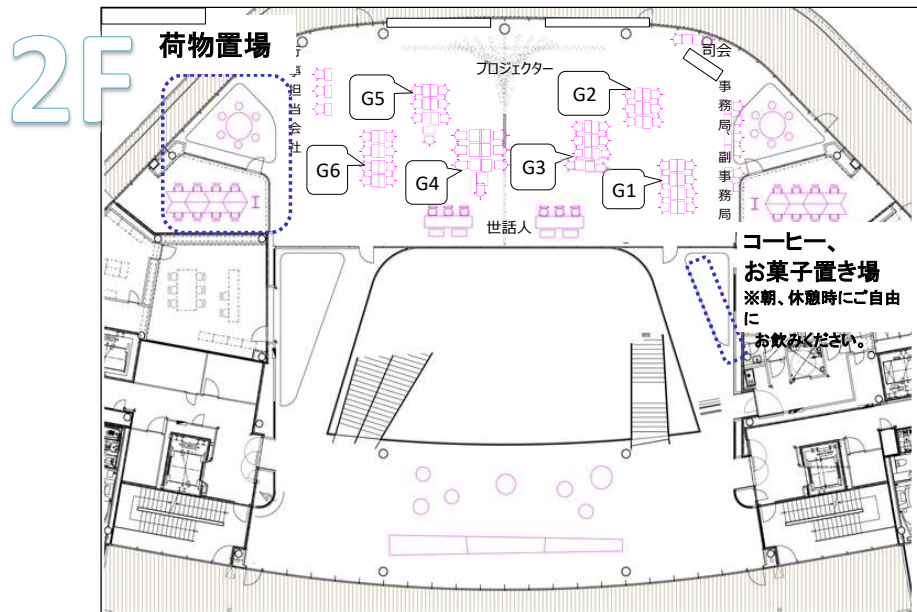 2F
荷物置場
行事担当会社
プロジェクター
司会
事務局、副事務局
G5
G2
G6
G4
G3
G1
世話人
コーヒー、
お菓子置き場
※朝、休憩時にご自由
に
お飲みください。